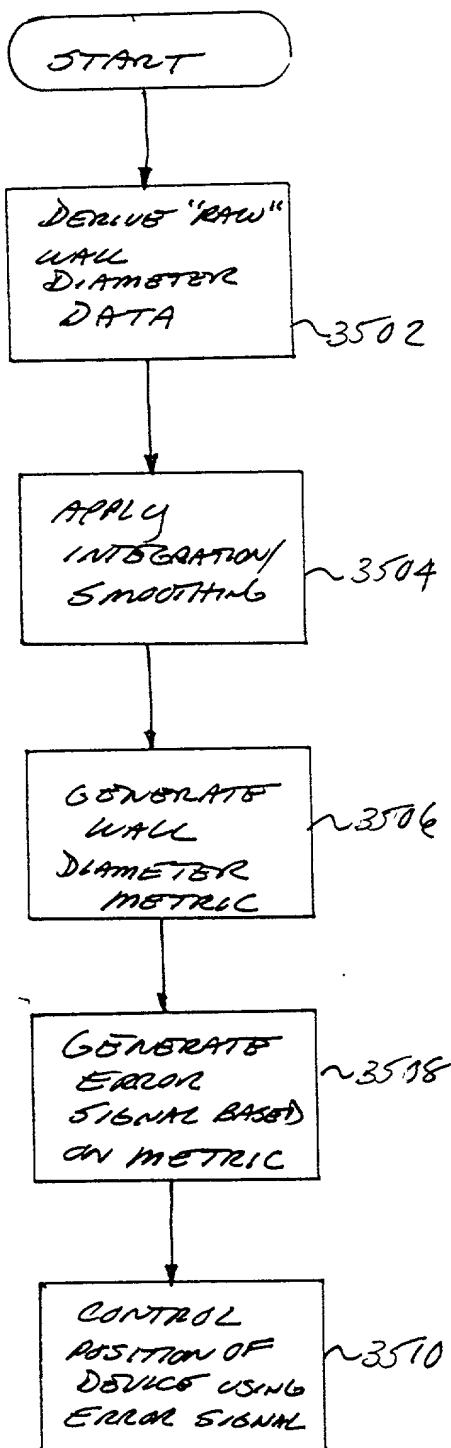 START
DERIVE "RAW"
WALL
DIAMETER
DATA
3502
APPLY
INTEGRATION/
SMOOTHING
3504
GENERATE
WALL
DIAMETER
METRIC
3506
GENERATE
ERROR
SIGNAL BASED
ON METRIC
3508
CONTROL
POSITION OF
DEVICE USING
ERROR SIGNAL
3510